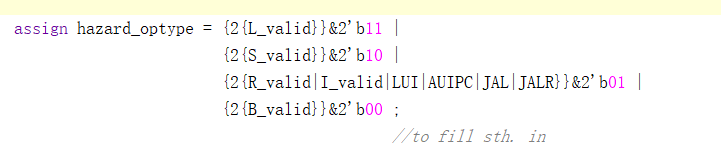 assign hazard_optype = {2{L_valid}}&2'b11 |
{2{S_valid}}&2'b10 |
{2{R_valid|I_valid|LUI|AUIPC|JAL|JALR}}&2'b01 |
{2{B_valid}}&2'b00 ;
//to fill sth. in